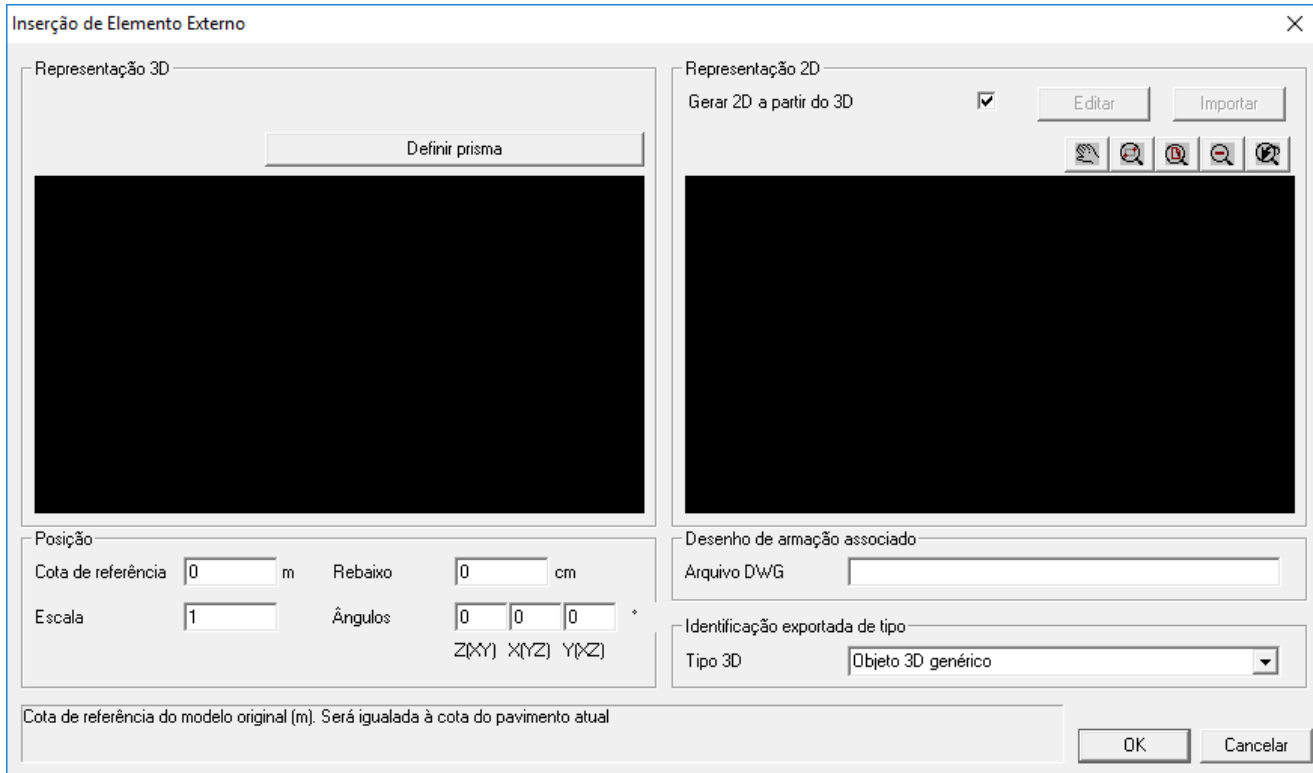 Inserção de Elemento Externo
Representação 3D
Definir prisma
Representação 2D
Gerar 2D a partir do 3D
Editar
Importar
Posição
Cota de referência 0 m Rebaixo 0 cm
Escala 1 Ângulos 0 0 0 °
Z(XY) X(YZ) Y(XZ)
Desenho de armação associado
Arquivo DWG
Identificação exportada de tipo
Tipo 3D Objeto 3D genérico
Cota de referência do modelo original (m). Será igualada à cota do pavimento atual
OK
Cancelar